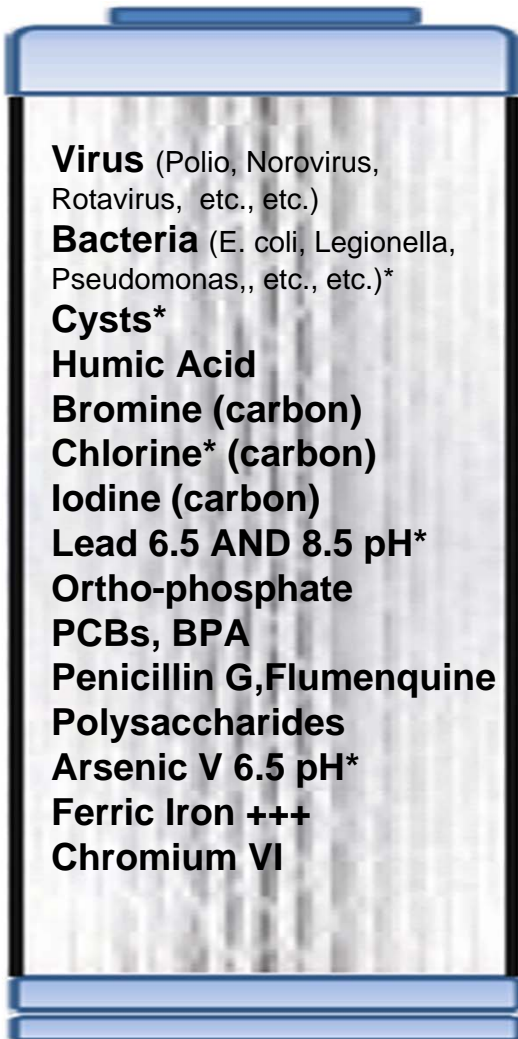 Virus (Polio, Norovirus,
Rotavirus, etc., etc.)
Bacteria (E. coli, Legionella,
Pseudomonas,, etc., etc.)*
Cysts*
Humic Acid
Bromine (carbon)
Chlorine* (carbon)
Iodine (carbon)
Lead 6.5 AND 8.5 pH*
Ortho-phosphate
PCBs, BPA
Penicillin G,Flumenquine
Polysaccharides
Arsenic V 6.5 pH*
Ferric Iron +++
Chromium VI